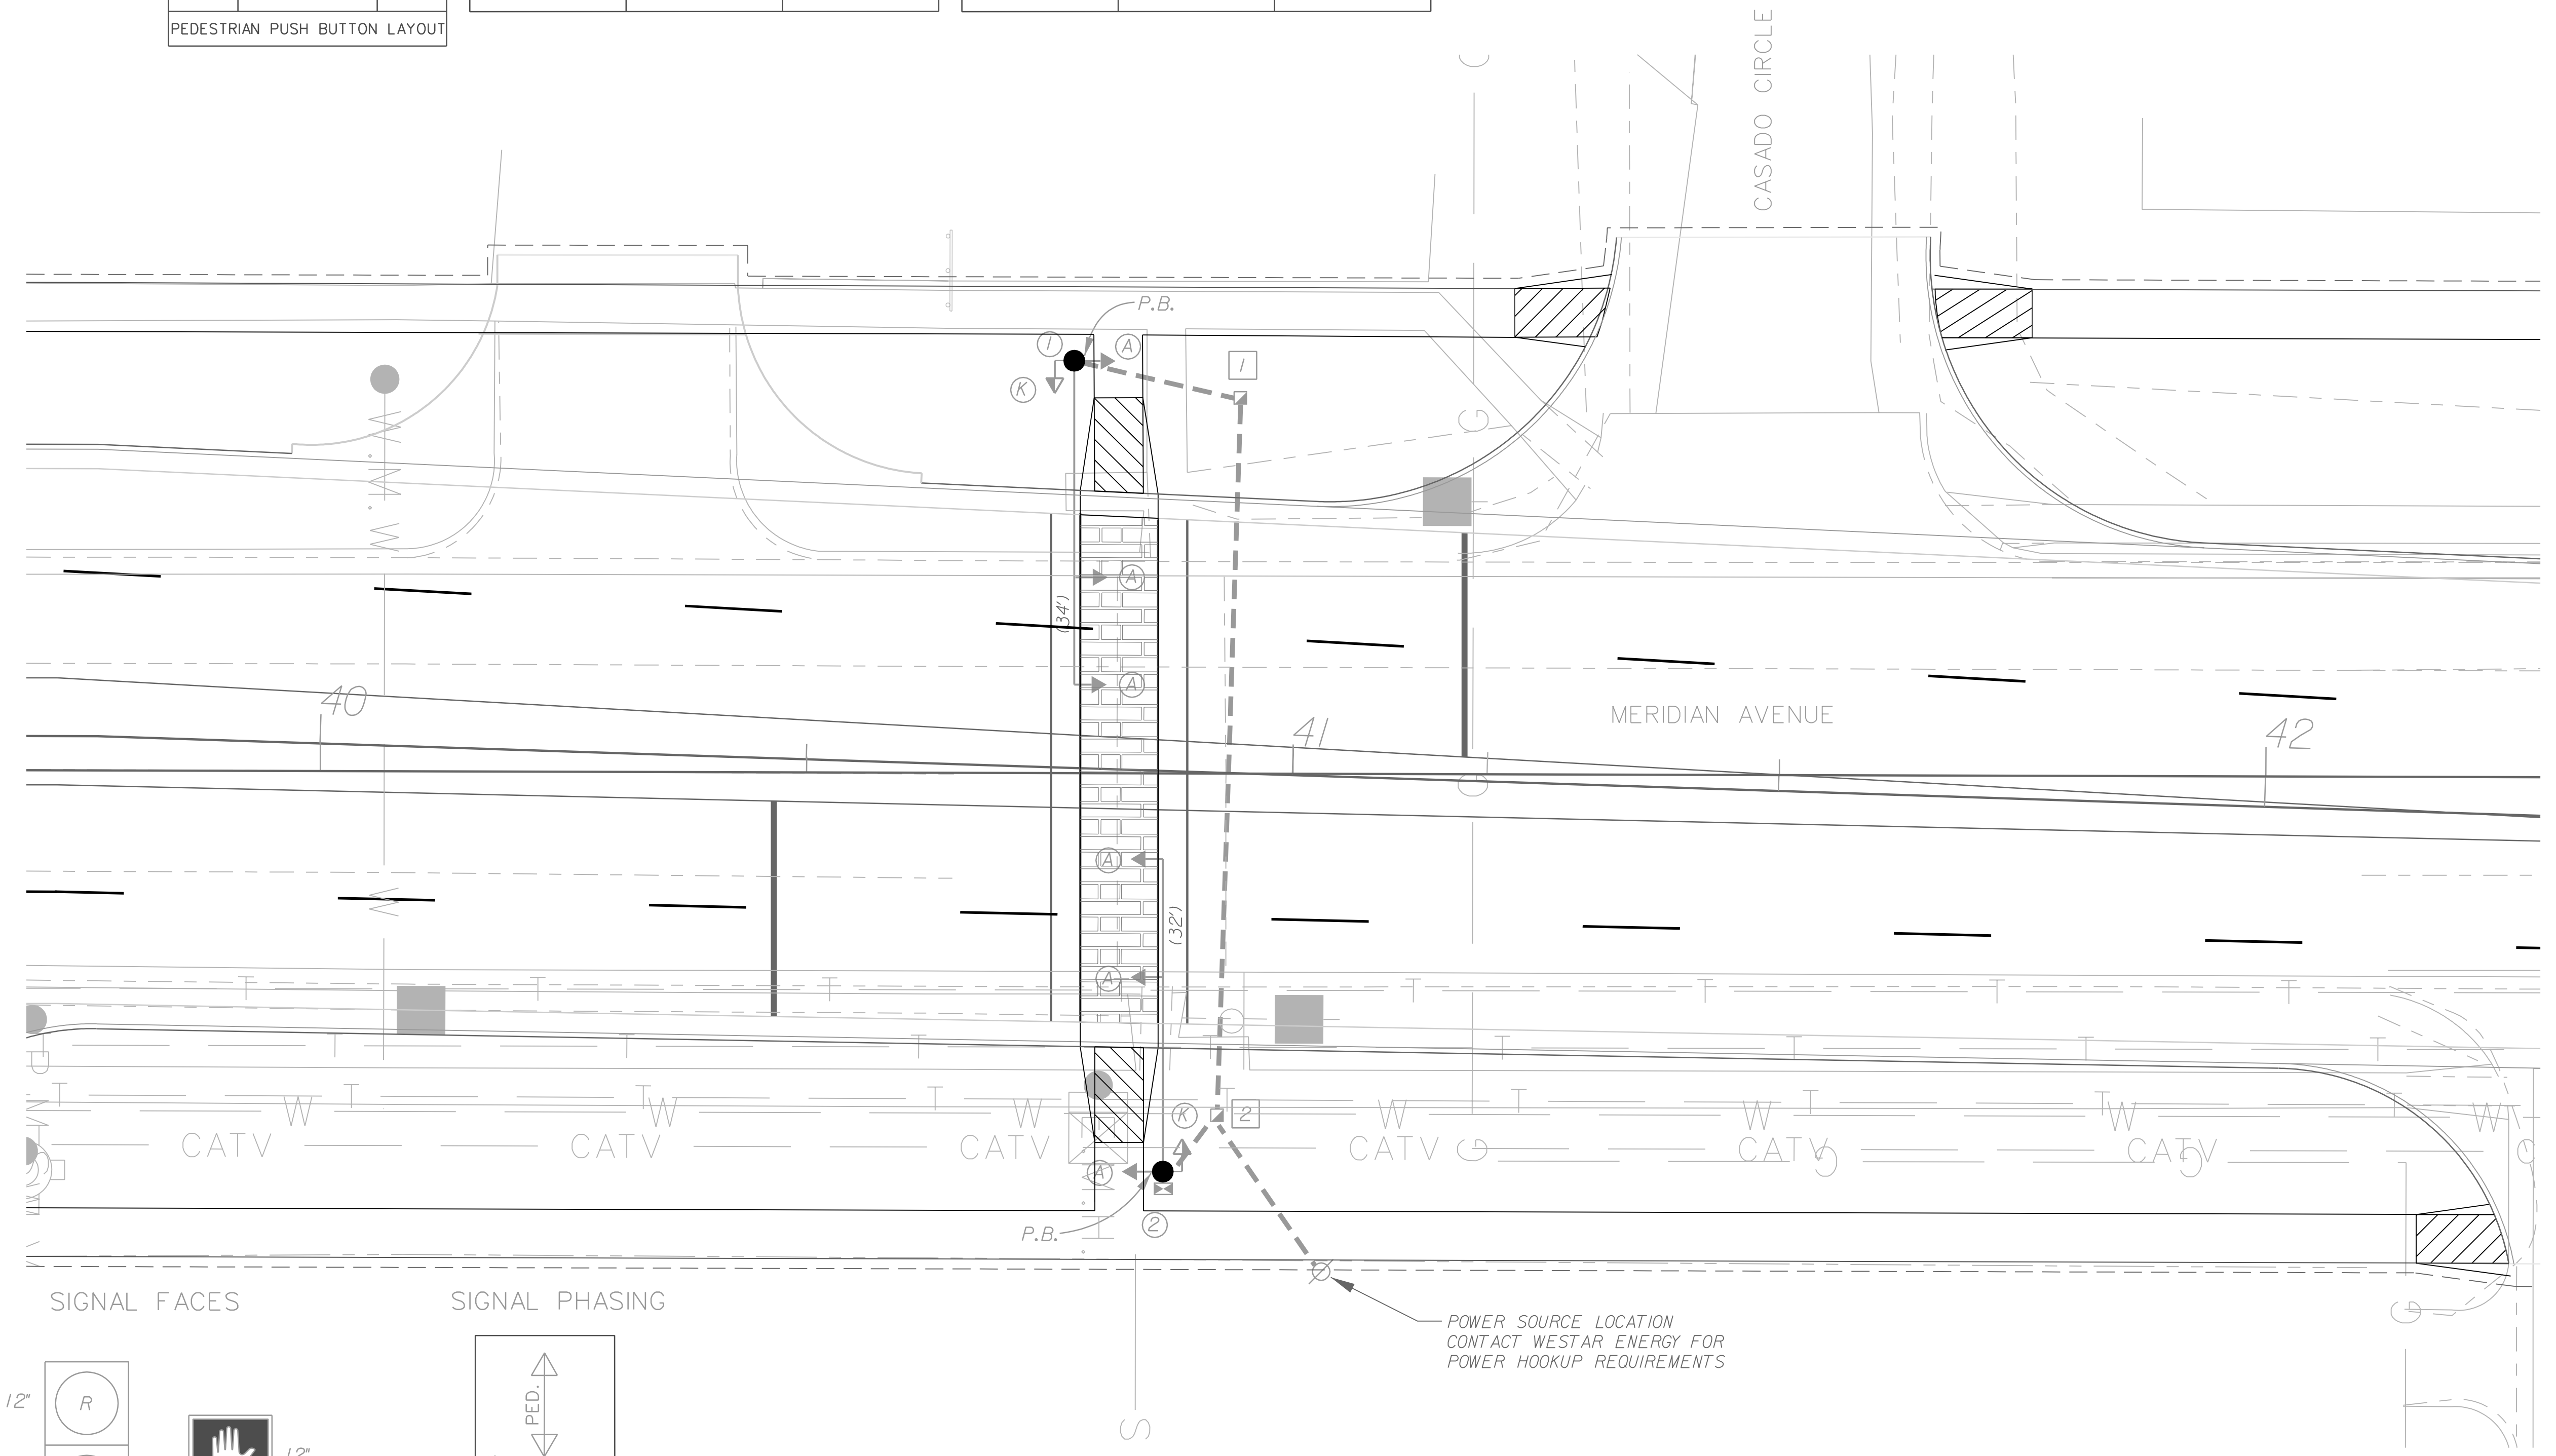 PEDESTRIAN PUSH BUTTON LAYOUT
CASADO CIRCLE
P.B.
1
A
1
K
G
W
W
W
A
(34')
A
40
41
MERIDIAN AVENUE
42
G
A
W
(32')
A
T T T T T T T T
T T T T T T T T
T T T T T T T T T
W W W K 2 W W W W
CATV CATV CATV CATV G CATV G CATV G
A
P.B.
2
SIGNAL FACES
SIGNAL PHASING
POWER SOURCE LOCATION
CONTACT WESTAR ENERGY FOR
POWER HOOKUP REQUIREMENTS
G
12"
R
PED.
S
12"